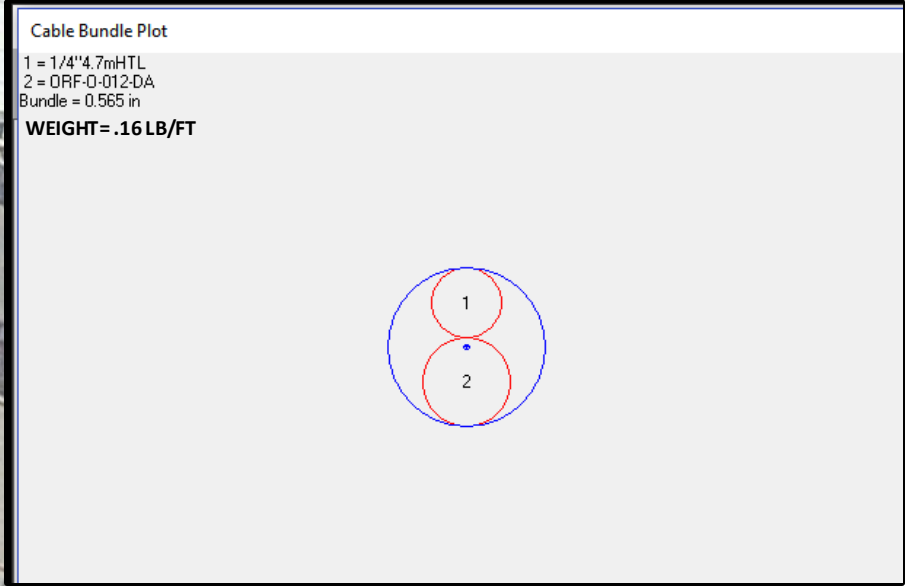 Cable Bundle Plot
1 = 1/4"4.7mHTL
2 = ORF-O-012-DA
Bundle = 0.565 in
WEIGHT= .16 LB/FT
1
2